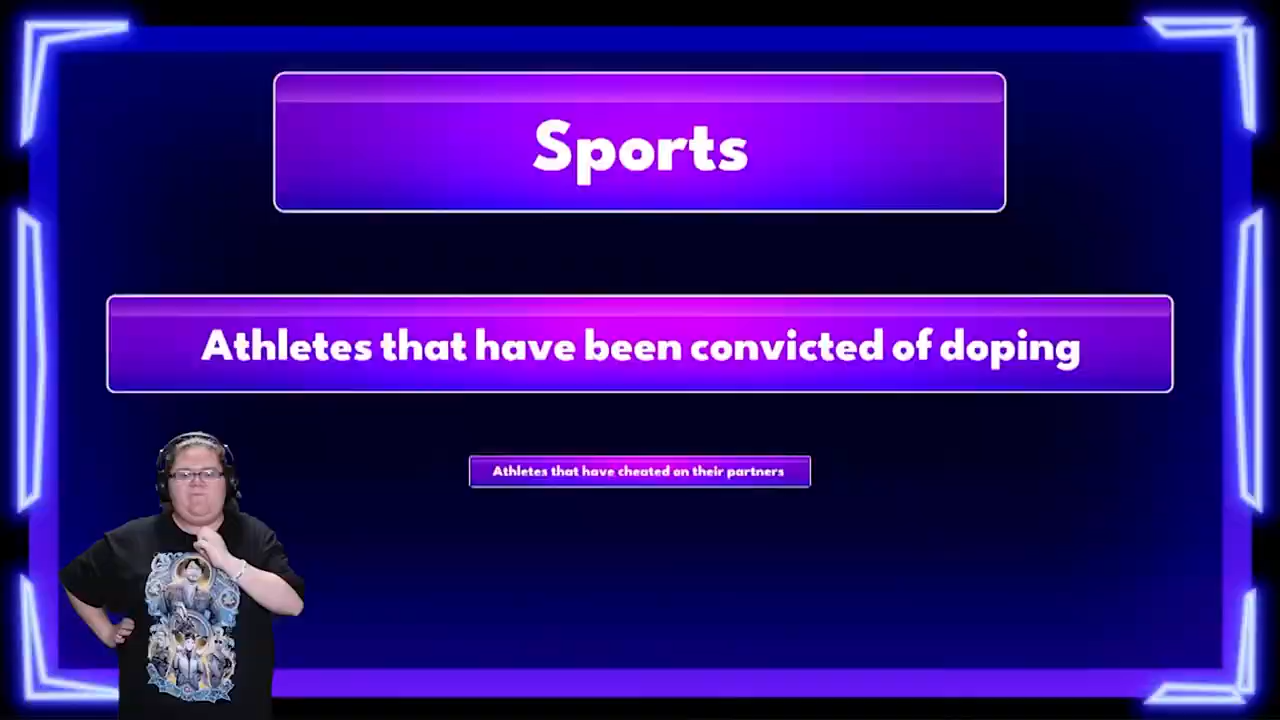 Sports
Athletes that have been convicted of doping
Athletes that have cheated on their partners